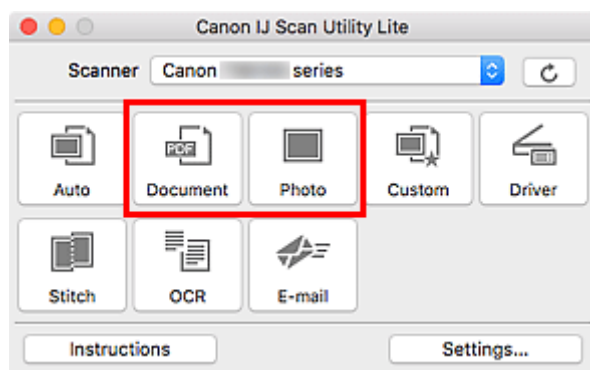 Canon IJ Scan Utility Lite
Scanner Canon series
Auto Document Photo Custom Driver
PDF
Stitch OCR E-mail
Instructions Settings...